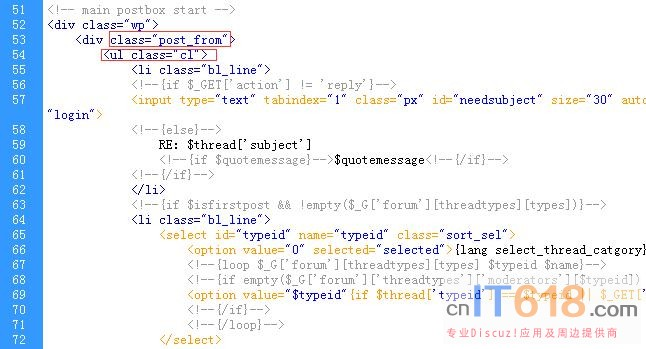 51 <!-- main postbox start -->
52 <div class="wp">
53 <div class="post_from">
54 <ul class="cl">
55 <li class="bl_line">
56 <!--{if $_GET['action'] != 'reply'}-->
57 <input type="text" tabindex="1" class="px" id="needsubject" size="30" auto
"login">
58 <!--{else}-->
59 RE: $thread['subject']
60 <!--{if $quotemessage}-->$quotemessage<!--{/if}-->
61 <!--{/if}-->
62 </li>
63 <!--{if $isfirstpost && !empty($_G['forum'][threadtypes][types])}-->
64 <li class="bl_line">
65 <select id="typeid" name="typeid" class="sort_sel">
66 <option value="0" selected="selected">{lang select_thread_catgory}
67 <!--{loop $_G['forum'][threadtypes][types] $typeid $name}-->
68 <!--{if empty($_G['forum']['threadtypes']['moderators'][$typeid])
69 <option value="$typeid"{if $thread['typeid'] == $typeid || $_GET['
70 <!--{/if}-->
71 <!--{/loop}-->
72 </select>
cnIT618.com
专业Discuz!应用及周边提供商